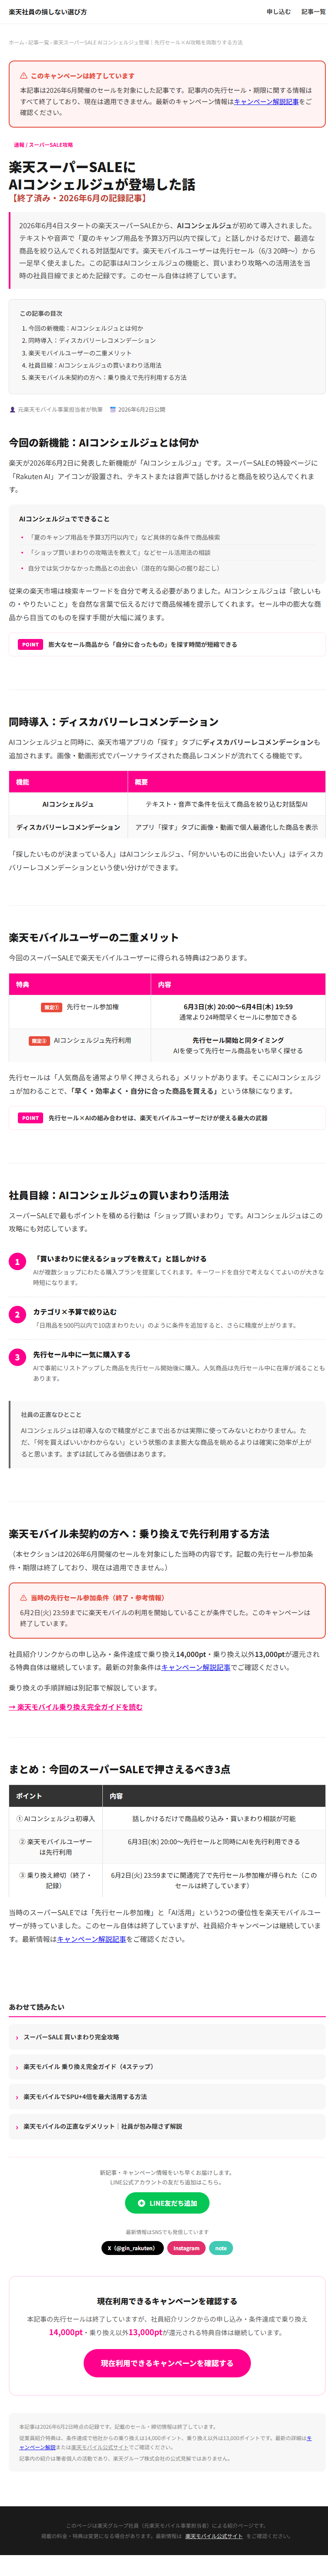 楽天社員の損しない選び方
申し込む 記事一覧
ホーム › 記事一覧 › 楽天スーパーSALE AIコンシェルジュ登場｜先行セール×AI攻略を両取りする方法
⚠ このキャンペーンは終了しています
本記事は2026年6月開催のセールを対象にした記事です。記事内の先行セール・期限に関する情報は
すべて終了しており、現在は適用できません。最新のキャンペーン情報はキャンペーン解説記事をご
確認ください。
速報 / スーパーSALE攻略
楽天スーパーSALEに
AIコンシェルジュが登場した話
【終了済み・2026年6月の記録記事】
2026年6月4日スタートの楽天スーパーSALEから、AIコンシェルジュが初めて導入されました。
テキストや音声で「夏のキャンプ用品を予算3万円以内で探して」と話しかけるだけで、最適な
商品を絞り込んでくれる対話型AIです。楽天モバイルユーザーは先行セール（6/3 20時〜）から
一足早く使えました。この記事はAIコンシェルジュの機能と、買いまわり攻略への活用法を当
時の社員目線でまとめた記録です。このセール自体は終了しています。
この記事の目次
1. 今回の新機能：AIコンシェルジュとは何か
2. 同時導入：ディスカバリーレコメンデーション
3. 楽天モバイルユーザーの二重メリット
4. 社員目線：AIコンシェルジュの買いまわり活用法
5. 楽天モバイル未契約の方へ：乗り換えで先行利用する方法
👤 元楽天モバイル事業担当者が執筆 📅 2026年6月2日公開
今回の新機能：AIコンシェルジュとは何か
楽天が2026年6月2日に発表した新機能が「AIコンシェルジュ」です。スーパーSALEの特設ページに
「Rakuten AI」アイコンが設置され、テキストまたは音声で話しかけると商品を絞り込んでくれま
す。
AIコンシェルジュでできること
• 「夏のキャンプ用品を予算3万円以内で」など具体的な条件で商品検索
• 「ショップ買いまわりの攻略法を教えて」などセール活用法の相談
• 自分では気づかなかった商品との出会い（潜在的な関心の掘り起こし）
従来の楽天市場は検索キーワードを自分で考える必要がありました。AIコンシェルジュは「欲しいも
の・やりたいこと」を自然な言葉で伝えるだけで商品候補を提示してくれます。セール中の膨大な商
品から目当てのものを探す手間が大幅に減ります。
POINT 膨大なセール商品から「自分に合ったもの」を探す時間が短縮できる
同時導入：ディスカバリーレコメンデーション
AIコンシェルジュと同時に、楽天市場アプリの「探す」タブにディスカバリーレコメンデーションも
追加されます。画像・動画形式でパーソナライズされた商品レコメンドが流れてくる機能です。
機能 概要
AIコンシェルジュ テキスト・音声で条件を伝えて商品を絞り込む対話型AI
ディスカバリーレコメンデーション アプリ「探す」タブに画像・動画で個人最適化した商品を表示
「探したいものが決まっている人」はAIコンシェルジュ、「何かいいものに出会いたい人」はディスカ
バリーレコメンデーションという使い分けができます。
楽天モバイルユーザーの二重メリット
今回のスーパーSALEで楽天モバイルユーザーに得られる特典は2つあります。
特典 内容
限定① 先行セール参加権 6月3日(水) 20:00〜6月4日(木) 19:59
通常より24時間早くセールに参加できる
限定② AIコンシェルジュ先行利用 先行セール開始と同タイミング
AIを使って先行セール商品をいち早く探せる
先行セールは「人気商品を通常より早く押さえられる」メリットがあります。そこにAIコンシェルジ
ュが加わることで、「早く・効率よく・自分に合った商品を買える」という体験になります。
POINT 先行セール×AIの組み合わせは、楽天モバイルユーザーだけが使える最大の武器
社員目線：AIコンシェルジュの買いまわり活用法
スーパーSALEで最もポイントを積める行動は「ショップ買いまわり」です。AIコンシェルジュはこの
攻略にも対応しています。
1 「買いまわりに使えるショップを教えて」と話しかける
AIが複数ショップにわたる購入プランを提案してくれます。キーワードを自分で考えなくてよいのが大きな
時短になります。
2 カテゴリ×予算で絞り込む
「日用品を500円以内で10店まわりたい」のように条件を追加すると、さらに精度が上がります。
3 先行セール中に一気に購入する
AIで事前にリストアップした商品を先行セール開始後に購入。人気商品は先行セール中に在庫が減ることも
あります。
社員の正直なひとこと
AIコンシェルジュは初導入なので精度がどこまで出るかは実際に使ってみないとわかりません。た
だ、「何を買えばいいかわからない」という状態のまま膨大な商品を眺めるよりは確実に効率が上が
ると思います。まずは試してみる価値はあります。
楽天モバイル未契約の方へ：乗り換えで先行利用する方法
（本セクションは2026年6月開催のセールを対象にした当時の内容です。記載の先行セール参加条
件・期限は終了しており、現在は適用できません。）
⚠ 当時の先行セール参加条件（終了・参考情報）
6月2日(火) 23:59までに楽天モバイルの利用を開始していることが条件でした。このキャンペーンは
終了しています。
社員紹介リンクからの申し込み・条件達成で乗り換え14,000pt・乗り換え以外13,000ptが還元され
る特典自体は継続しています。最新の対象条件はキャンペーン解説記事でご確認ください。
乗り換えの手順詳細は別記事で解説しています。
→ 楽天モバイル乗り換え完全ガイドを読む
まとめ：今回のスーパーSALEで押さえるべき3点
ポイント 内容
① AIコンシェルジュ初導入 話しかけるだけで商品絞り込み・買いまわり相談が可能
② 楽天モバイルユーザー
は先行利用 6月3日(水) 20:00〜先行セールと同時にAIを先行利用できる
③ 乗り換え締切（終了・
記録） 6月2日(火) 23:59までに開通完了で先行セール参加権が得られた（この
セールは終了しています）
当時のスーパーSALEでは「先行セール参加権」と「AI活用」という2つの優位性を楽天モバイルユー
ザーが持っていました。このセール自体は終了していますが、社員紹介キャンペーンは継続していま
す。最新情報はキャンペーン解説記事をご確認ください。
あわせて読みたい
› スーパーSALE 買いまわり完全攻略
› 楽天モバイル 乗り換え完全ガイド（4ステップ）
› 楽天モバイルでSPU+4倍を最大活用する方法
› 楽天モバイルの正直なデメリット｜社員が包み隠さず解説
新記事・キャンペーン情報をいち早くお届けします。
LINE公式アカウントの友だち追加はこちら。
LINE友だち追加
最新情報はSNSでも発信しています
X（@gin_rakuten） Instagram note
現在利用できるキャンペーンを確認する
本記事の先行セールは終了していますが、社員紹介リンクからの申し込み・条件達成で乗り換え
14,000pt・乗り換え以外13,000ptが還元される特典自体は継続しています。
現在利用できるキャンペーンを確認する
本記事は2026年6月2日時点の記録です。記載のセール・締切情報は終了しています。
従業員紹介特典は、条件達成で他社からの乗り換えは14,000ポイント、乗り換え以外は13,000ポイントです。最新の詳細はキ
ャンペーン解説または楽天モバイル公式サイトでご確認ください。
記事内の紹介は筆者個人の活動であり、楽天グループ株式会社の公式見解ではありません。
このページは楽天グループ社員（元楽天モバイル事業担当者）による紹介ページです。
掲載の料金・特典は変更になる場合があります。最新情報は 楽天モバイル公式サイト をご確認ください。